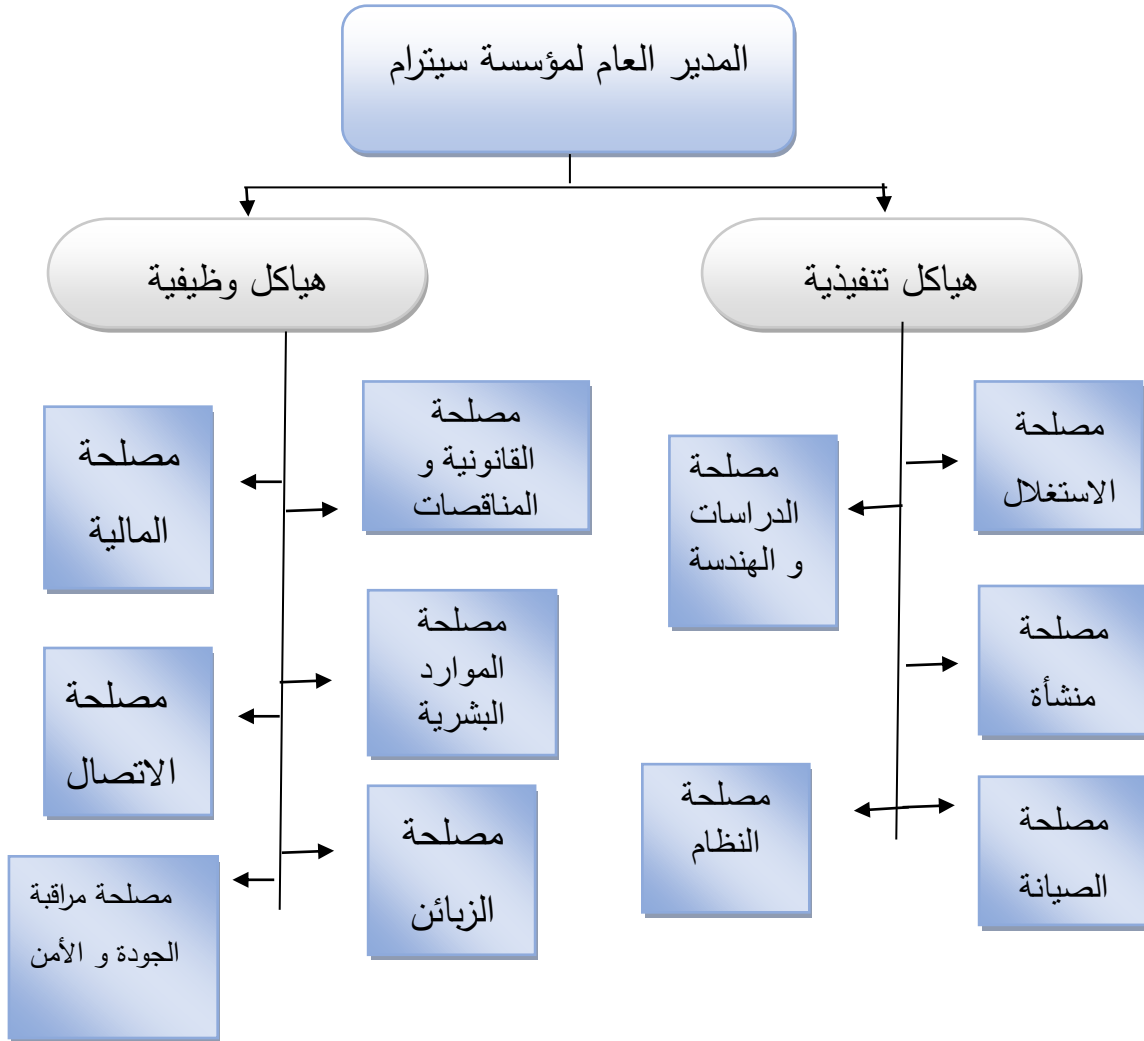 المدير العام لمؤسسة سيترام
هياكل تنفيذية
هياكل وظيفية
مصلحة
الاستغلال
مصلحة
الدراسات
و الهندسة
مصلحة
منشأة
مصلحة
النظام
مصلحة
الصيانة
مصلحة
القانونية و
المناقصات
مصلحة
المالية
مصلحة
الموارد
البشرية
مصلحة
الاتصال
مصلحة
الزبائن
مصلحة مراقبة
الجودة و الأمن